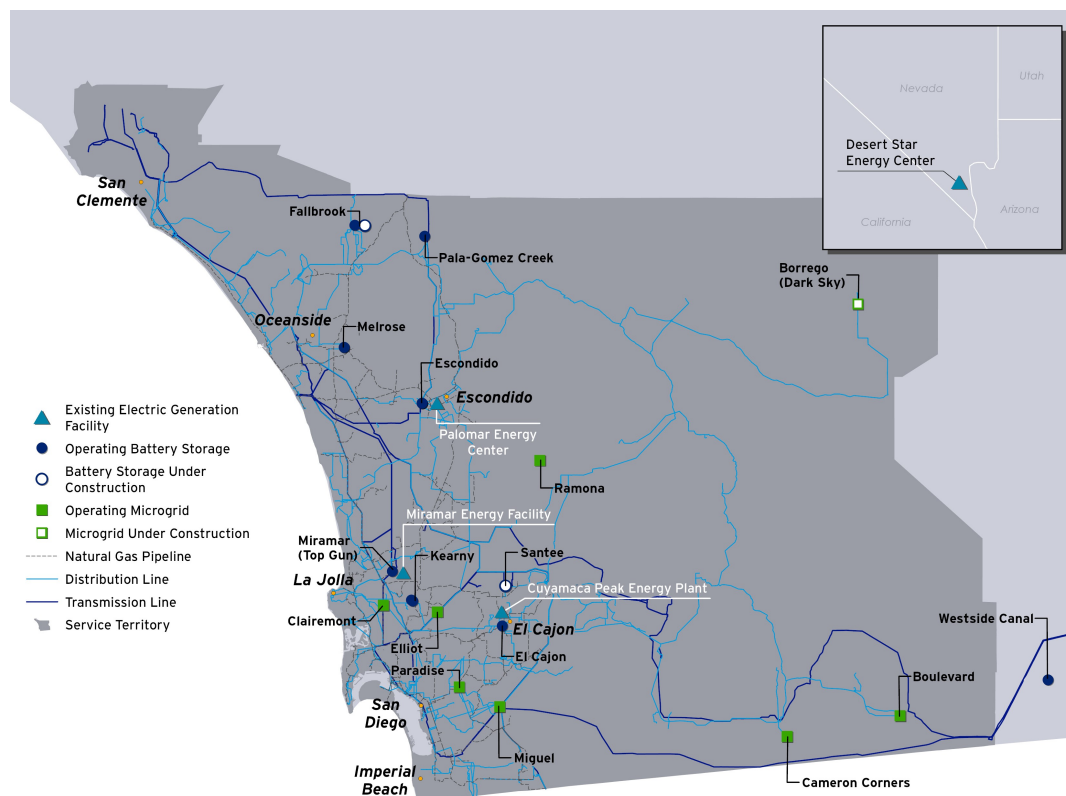 Nevada
Utah
Desert Star
Energy Center
California
Arizona
San
Clemente
Fallbrook
Pala-Gomez Creek
Borrego
(Dark Sky)
Oceanside
Melrose
Escondido
Escondido
Palomar Energy
Center
Ramona
Existing Electric Generation
Facility
Operating Battery Storage
Battery Storage Under
Construction
Operating Microgrid
Microgrid Under Construction
Natural Gas Pipeline
Distribution Line
Transmission Line
Service Territory
Miramar Energy Facility
Miramar
(Top Gun)
Kearny
Santee
La Jolla
Cuyamaca Peak Energy Plant
Clairemont
El Cajon
Elliot
El Cajon
Westside Canal
Paradise
Boulevard
San
Diego
Miguel
Imperial
Beach
Cameron Corners